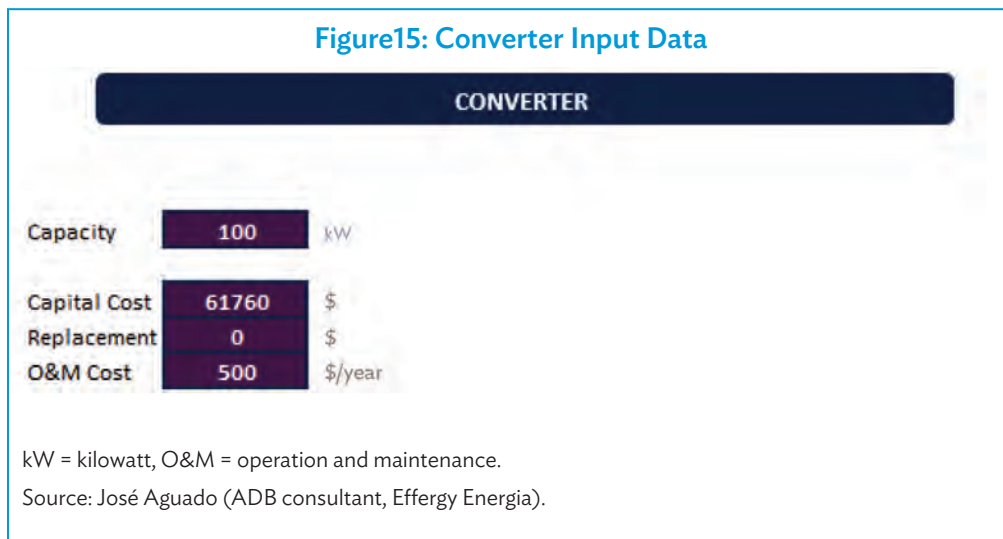 Figure15: Converter Input Data
CONVERTER
Capacity 100 kW
Capital Cost 61760 $
Replacement 0 $
O&M Cost 500 $/year
kW = kilowatt, O&M = operation and maintenance.
Source: José Aguado (ADB consultant, Effergy Energia).